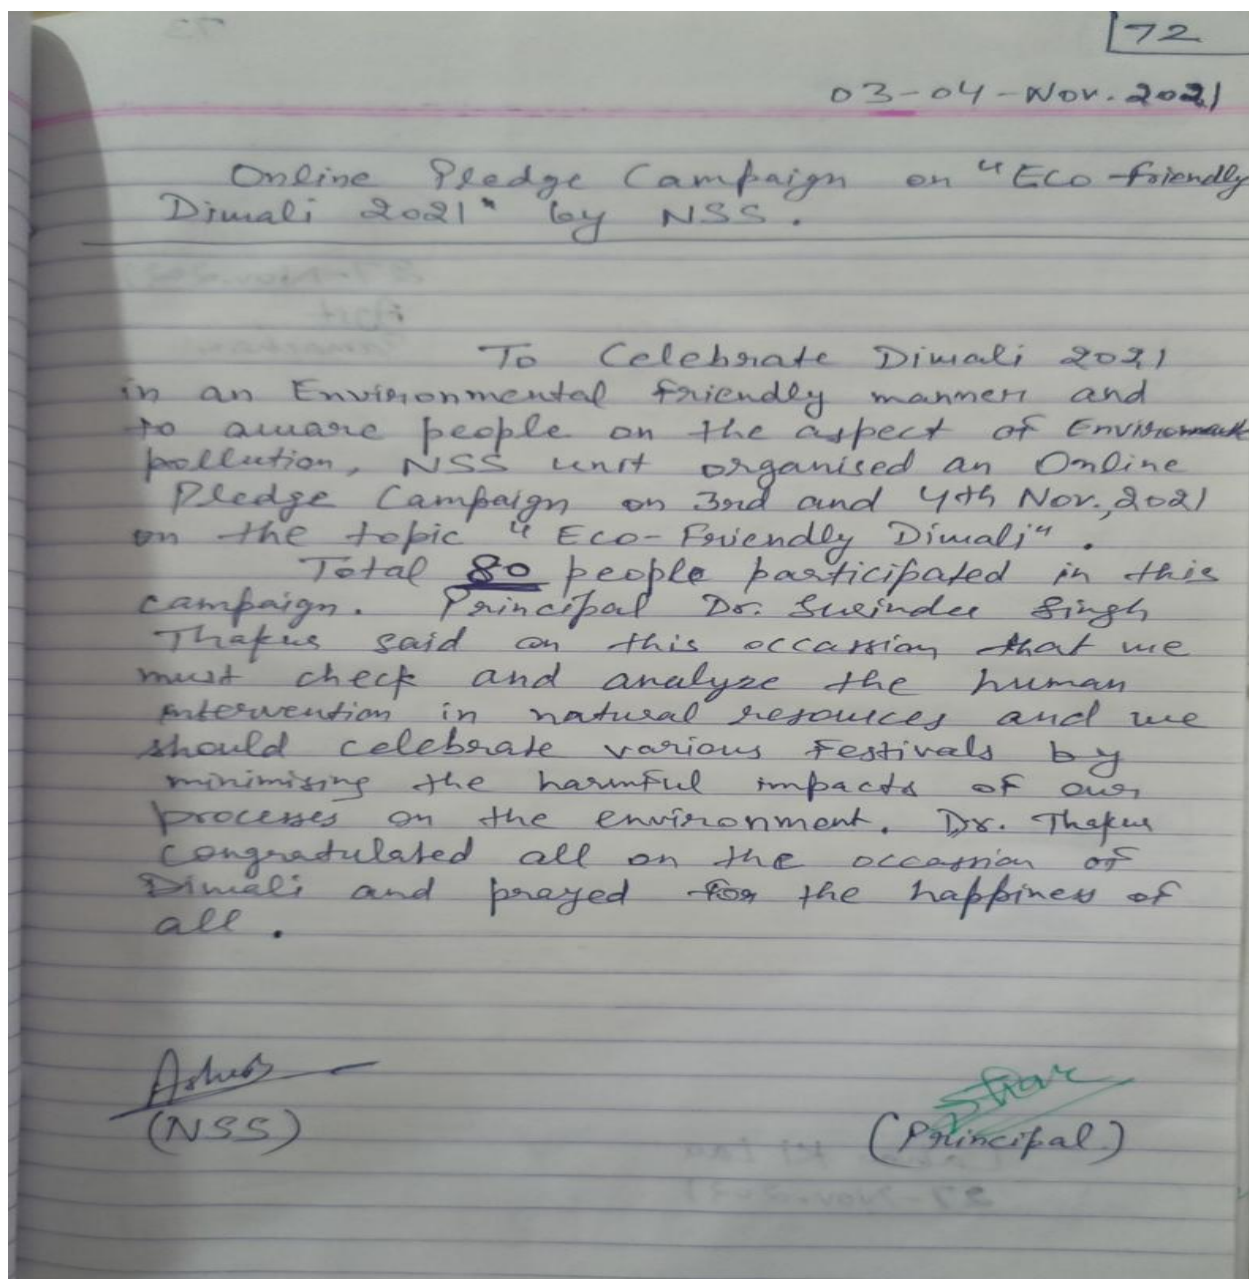 72
03-04-Nov. 2021
Online Pledge Campaign on "Eco-friendly
Diwali 2021" by NSS.
To Celebrate Diwali 2021
in an Environmental friendly manner and
to aware people on the aspect of Environment
pollution, NSS unit organised an Online
Pledge Campaign on 3rd and 4th Nov., 2021
on the topic "Eco-Friendly Diwali".
Total 80 people participated in this
campaign. Principal Dr. Surinder Singh
Thakur said on this occassion that we
must check and analyze the human
intervention in natural resources and we
should celebrate various Festivals by
minimising the harmful impacts of our
processes on the environment. Dr. Thakur
Congratulated all on the occassion of
Diwali and prayed for the happiness of
all.
(NSS)
(Principal.)